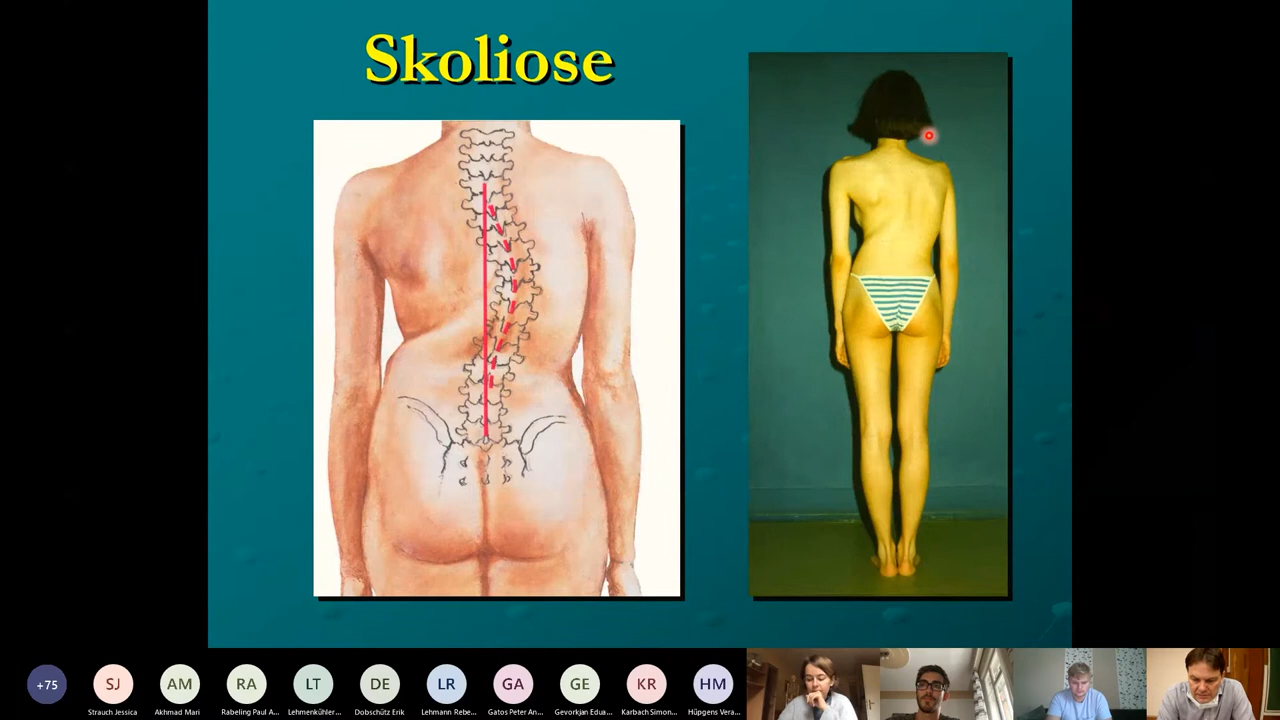 Skoliose
+75
SJ
AM
RA
LT
DE
LR
GA
GE
KR
HM
Strauch Jessica
Akhmad Mari
Rabeling Paul A...
Lehmenkühler...
Dobschütz Erik
Lehmann Rebe...
Gatos Peter An...
Gevorkjan Edua...
Karbach Simon...
Hüpgens Vera...